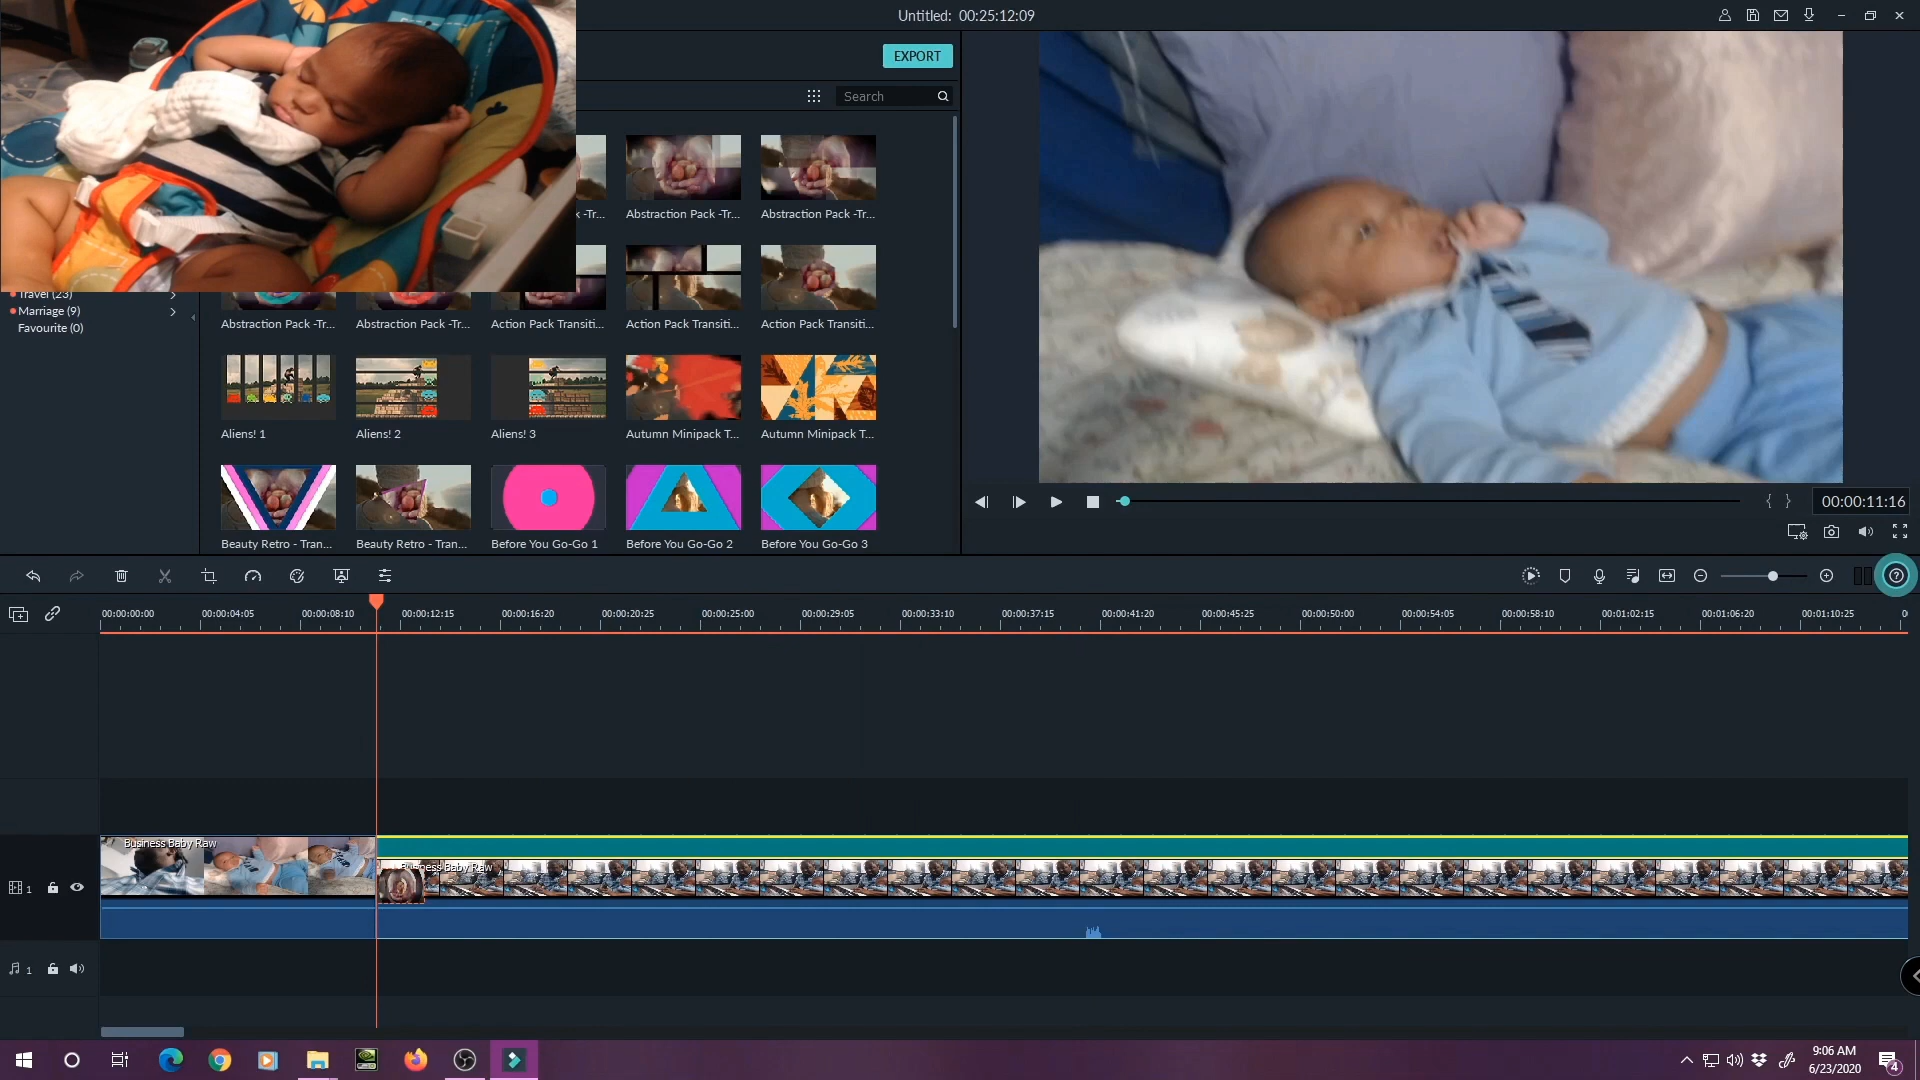 Untitled: 00:25:12:09
EXPORT
Search
Travel (23)
Marriage (9)
Favourite (0)
k -Tr...
Abstraction Pack -Tr...
Abstraction Pack -Tr...
Abstraction Pack -Tr...
Abstraction Pack -Tr...
Action Pack Transiti...
Action Pack Transiti...
Action Pack Transiti...
Aliens! 1
Aliens! 2
Aliens! 3
Autumn Minipack T...
Autumn Minipack T...
Beauty Retro - Tran...
Beauty Retro - Tran...
Before You Go-Go 1
Before You Go-Go 2
Before You Go-Go 3
{ }
00:00:11:16
00:00:00:00
00:00:04:05
00:00:08:10
00:00:12:15
00:00:16:20
00:00:20:25
00:00:25:00
00:00:29:05
00:00:33:10
00:00:37:15
00:00:41:20
00:00:45:25
00:00:50:00
00:00:54:05
00:00:58:10
00:01:02:15
00:01:06:20
00:01:10:25
Business Baby Raw
Business Baby Raw
1
1
9:06 AM
6/23/2020
4